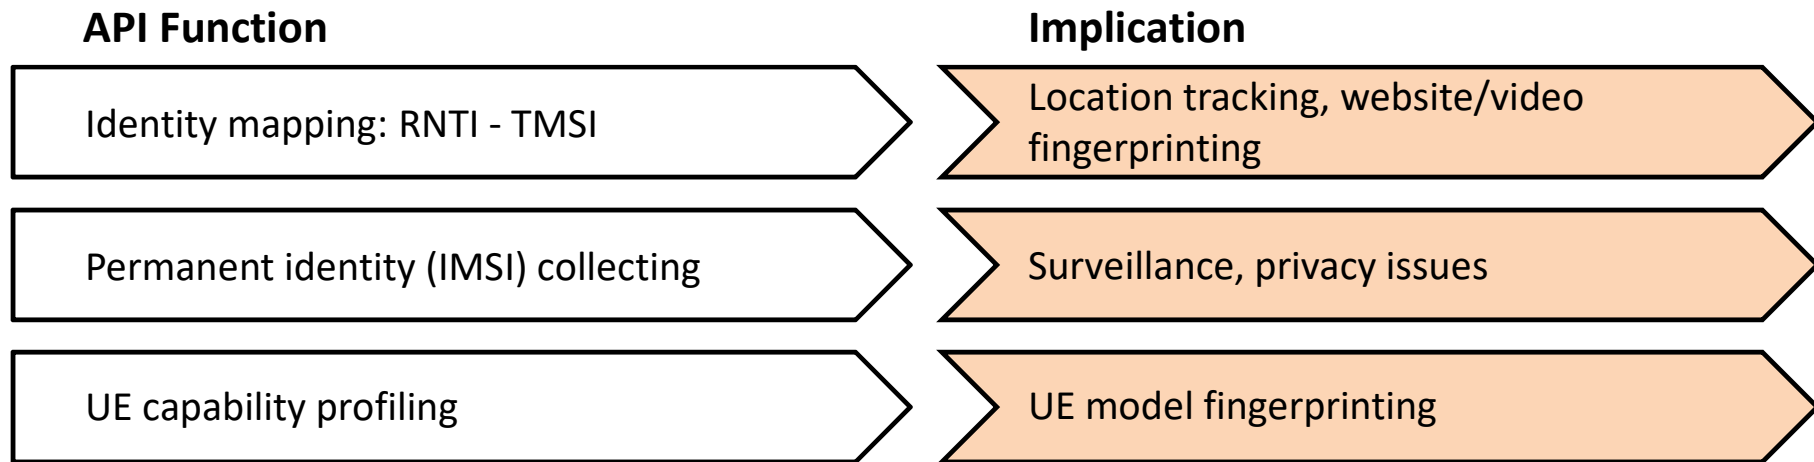 API Function
Implication
Identity mapping: RNTI - TMSI
Location tracking, website/video
fingerprinting
Permanent identity (IMSI) collecting
Surveillance, privacy issues
UE capability profiling
UE model fingerprinting